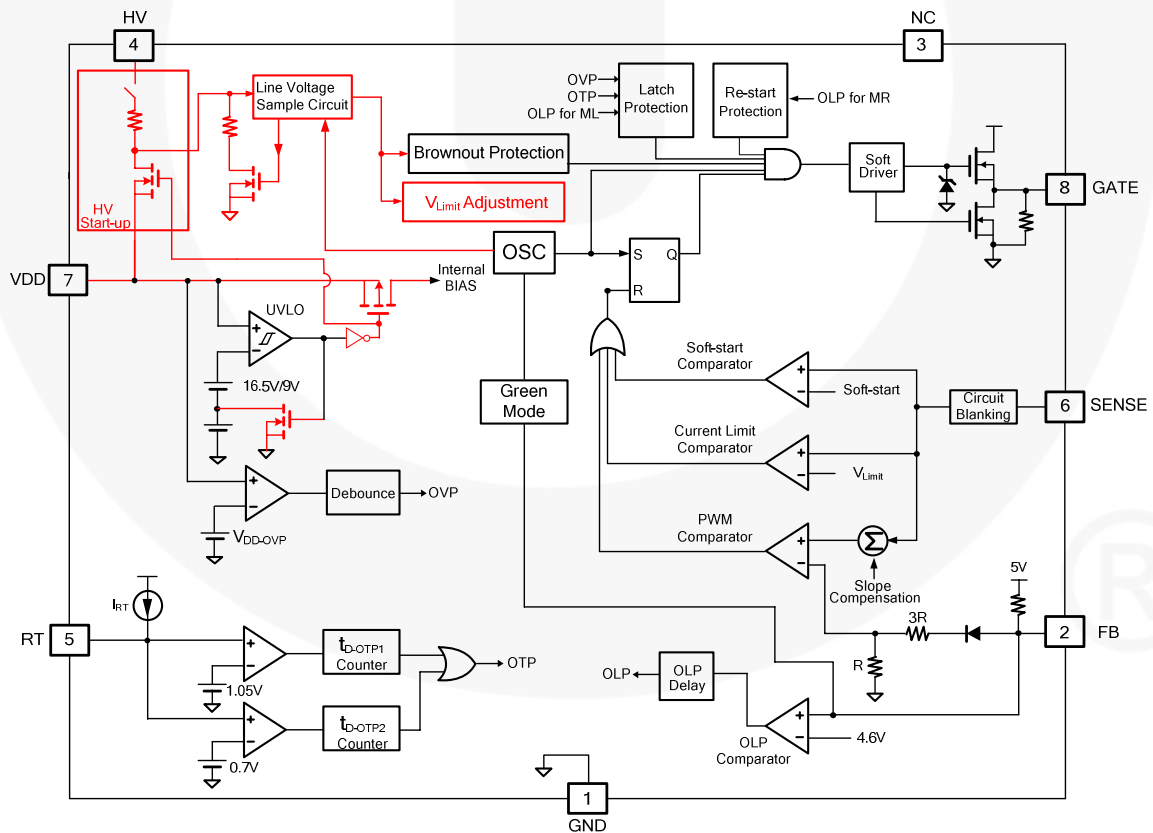 HV
4
NC
3
Line Voltage
Sample Circuit
OVP
OTP
OLP for ML
Latch
Protection
Re-start
Protection
OLP for MR
Brownout Protection
VLimit Adjustment
HV
Start-up
Soft
Driver
8
GATE
VDD
7
Internal
BIAS
OSC
S
Q
R
UVLO
+
−
16.5V/9V
Green
Mode
Soft-start
Comparator
+
−
Soft-start
Circuit
Blanking
6
SENSE
Current Limit
Comparator
+
−
VLimit
+
−
Debounce
OVP
VDD-OVP
PWM
Comparator
+
−
Σ
Slope
Compensation
5V
IRT
RT
5
3R
2
FB
R
+
−
1.05V
tD-OTP1
Counter
OTP
+
−
0.7V
tD-OTP2
Counter
OLP
OLP
Delay
+
−
4.6V
OLP
Comparator
1
GND
®